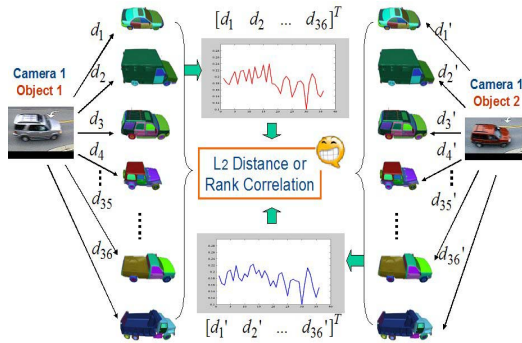 [d1 d2 ... d36]^T
Camera 1
Object 1
d1
d2
d3
d4
d35
d36
L2 Distance or
Rank Correlation
Camera 1
Object 2
d1'
d2'
d3'
d4'
d35'
d36'
[d1' d2' ... d36']^T